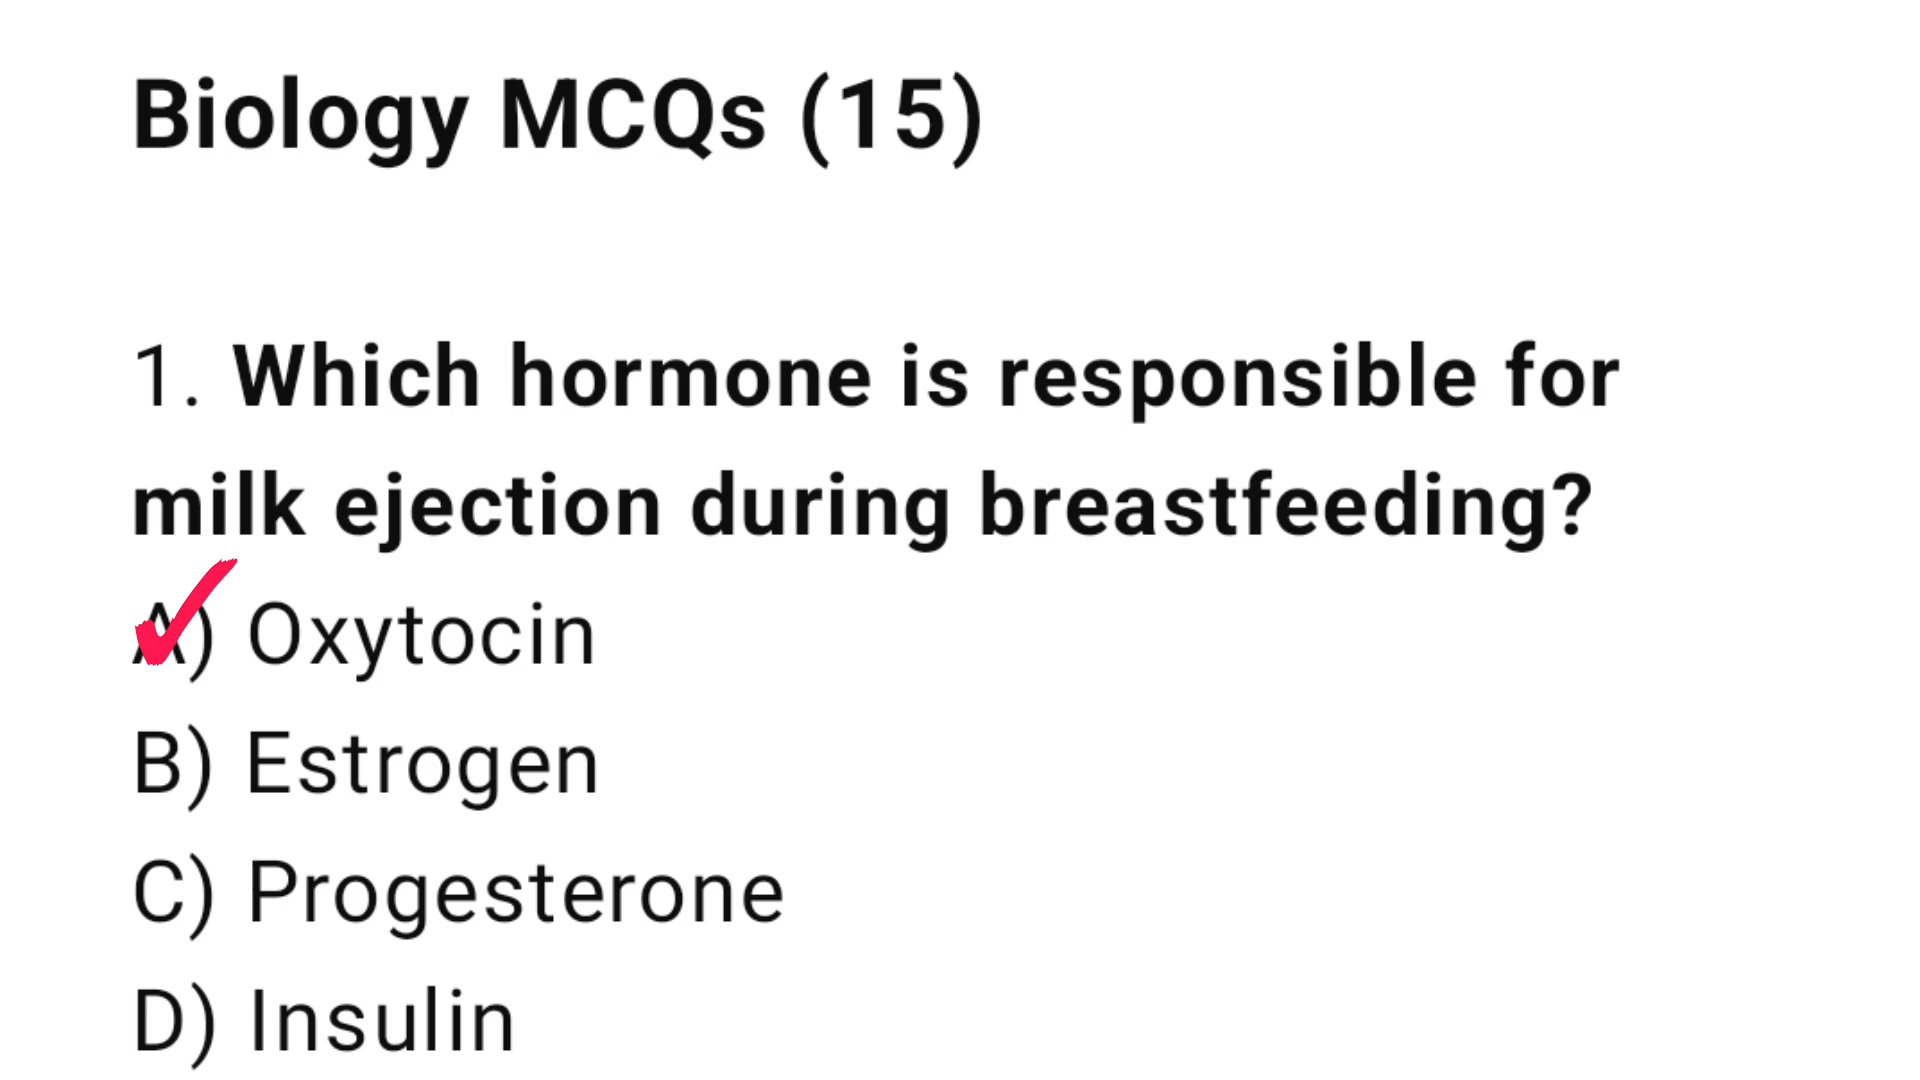 Biology MCQs (15)
1. Which hormone is responsible for
milk ejection during breastfeeding?
A) Oxytocin
B) Estrogen
C) Progesterone
D) Insulin